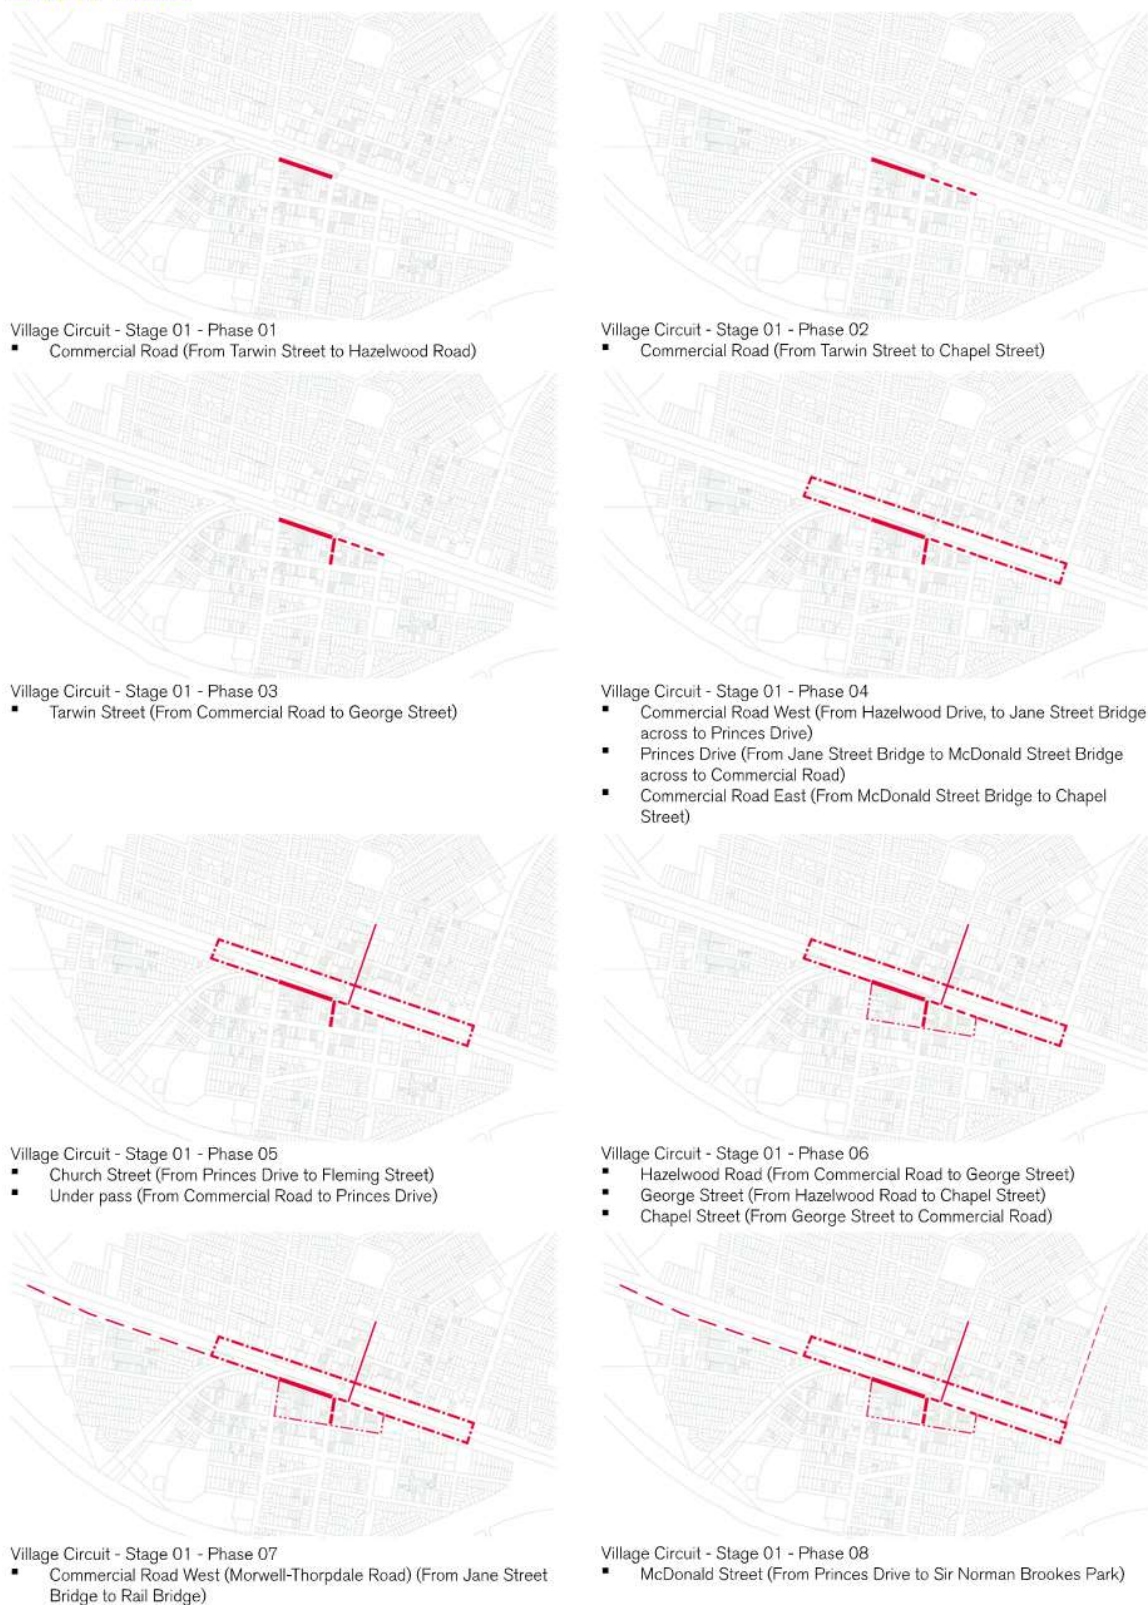 Village Circuit - Stage 01 - Phase 01
▪ Commercial Road (From Tarwin Street to Hazelwood Road)
Village Circuit - Stage 01 - Phase 02
▪ Commercial Road (From Tarwin Street to Chapel Street)
Village Circuit - Stage 01 - Phase 03
▪ Tarwin Street (From Commercial Road to George Street)
Village Circuit - Stage 01 - Phase 04
▪ Commercial Road West (From Hazelwood Drive, to Jane Street Bridge
across to Princes Drive)
▪ Princes Drive (From Jane Street Bridge to McDonald Street Bridge
across to Commercial Road)
▪ Commercial Road East (From McDonald Street Bridge to Chapel
Street)
Village Circuit - Stage 01 - Phase 05
▪ Church Street (From Princes Drive to Fleming Street)
▪ Under pass (From Commercial Road to Princes Drive)
Village Circuit - Stage 01 - Phase 06
▪ Hazelwood Road (From Commercial Road to George Street)
▪ George Street (From Hazelwood Road to Chapel Street)
▪ Chapel Street (From George Street to Commercial Road)
Village Circuit - Stage 01 - Phase 07
▪ Commercial Road West (Morwell-Thorpdale Road) (From Jane Street
Bridge to Rail Bridge)
Village Circuit - Stage 01 - Phase 08
▪ McDonald Street (From Princes Drive to Sir Norman Brookes Park)